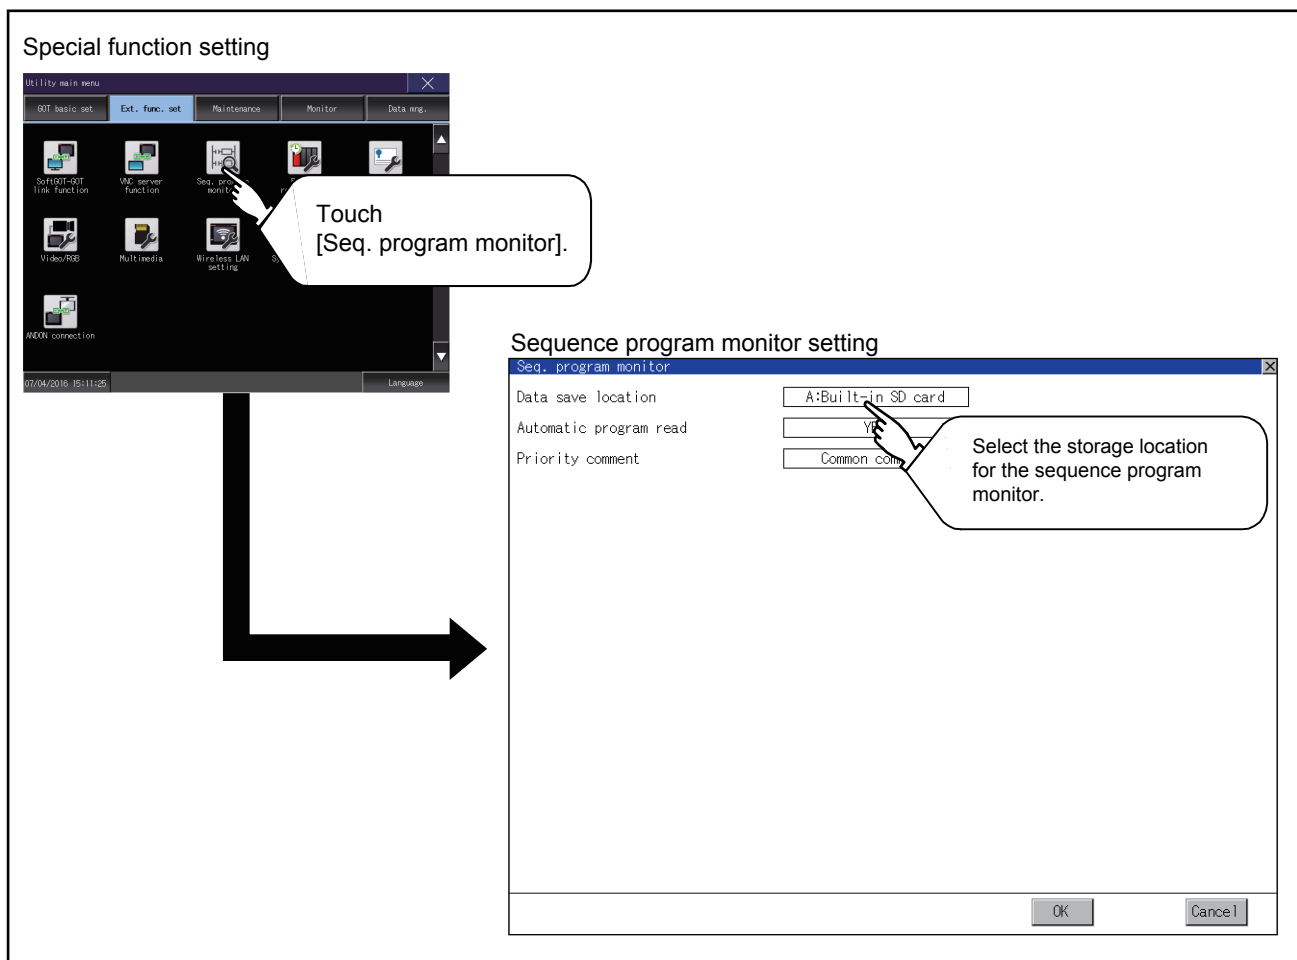 Special function setting
Utility main menu
GOT basic set
Ext. func. set
Maintenance
Monitor
Data mng.
SoftGOT-GOT
link function
VNC server
function
Seq.
Video/RGB
Multimedia
Wireless LAN
setting
ANDON connection
07/04/2016 15:11:25
Language
Touch
[Seq. program monitor].
Sequence program monitor setting
Seq. program monitor
Data save location
A:Built-in SD card
Automatic program read
Priority comment
Common
Select the storage location
for the sequence program
monitor.
OK
Cancel